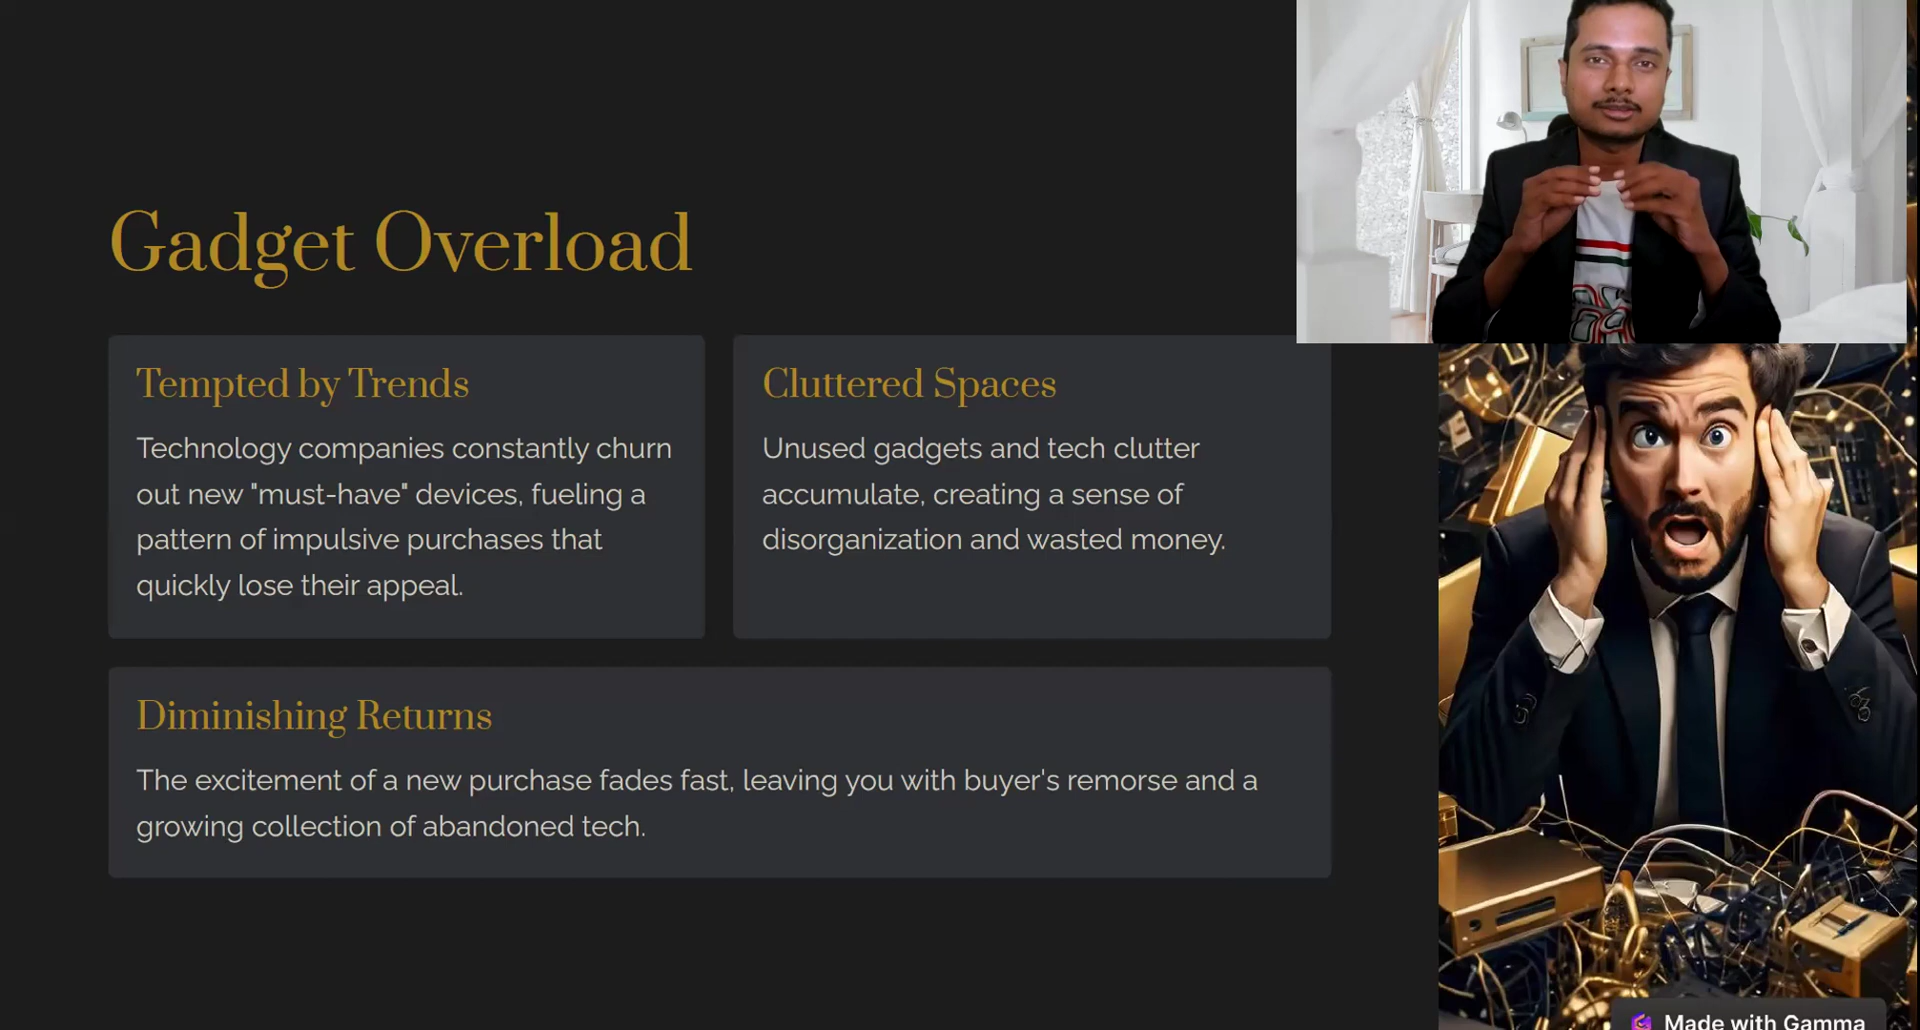 Gadget Overload
Tempted by Trends
Technology companies constantly churn
out new "must-have" devices, fueling a
pattern of impulsive purchases that
quickly lose their appeal.
Cluttered Spaces
Unused gadgets and tech clutter
accumulate, creating a sense of
disorganization and wasted money.
Diminishing Returns
The excitement of a new purchase fades fast, leaving you with buyer's remorse and a
growing collection of abandoned tech.
Made with Gamma